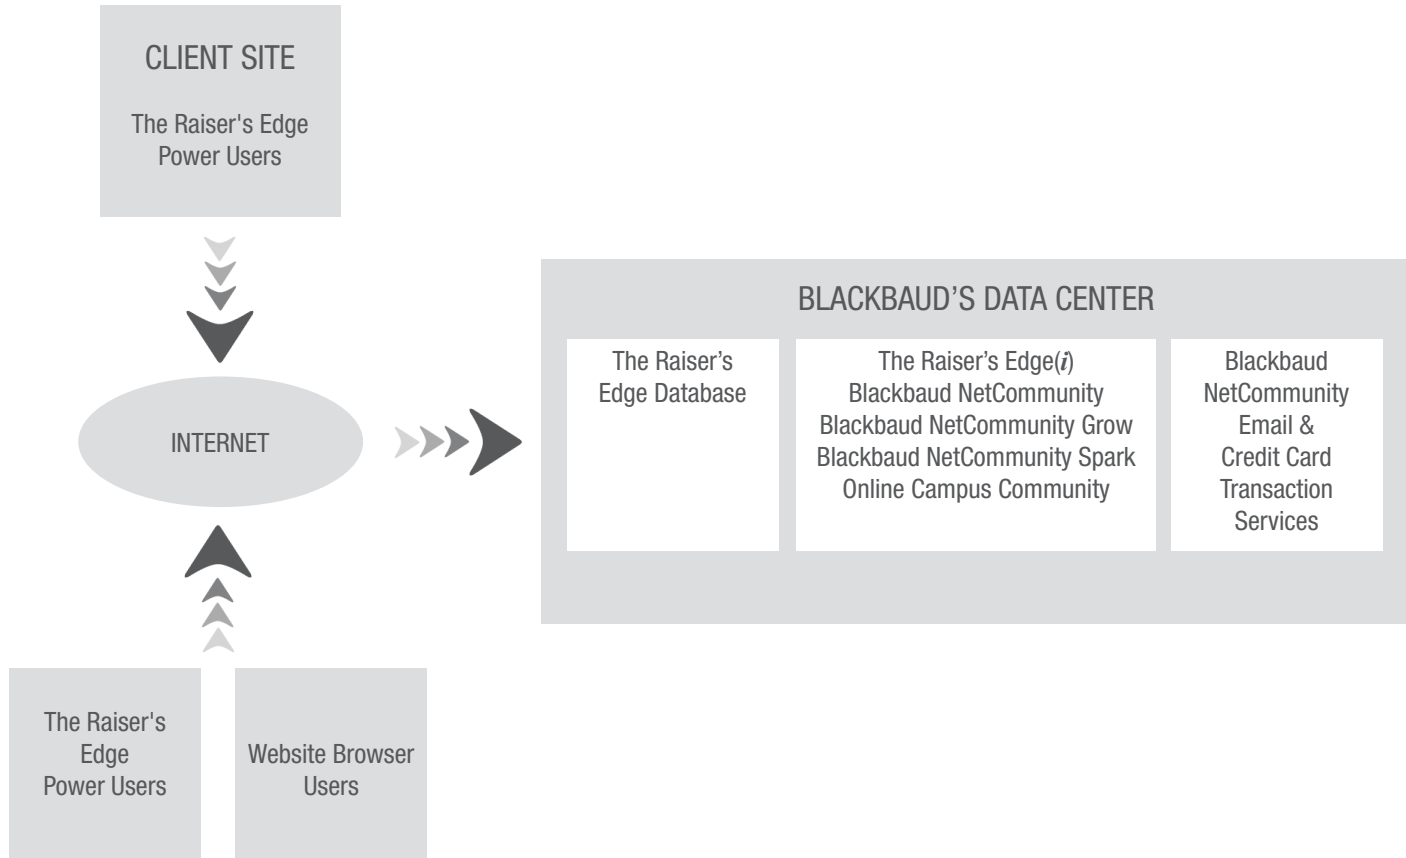 CLIENT SITE
The Raiser's Edge
Power Users
INTERNET
BLACKBAUD’S DATA CENTER
The Raiser’s
Edge Database
The Raiser’s Edge(i)
Blackbaud NetCommunity
Blackbaud NetCommunity Grow
Blackbaud NetCommunity Spark
Online Campus Community
Blackbaud
NetCommunity
Email &
Credit Card
Transaction
Services
The Raiser's
Edge
Power Users
Website Browser
Users